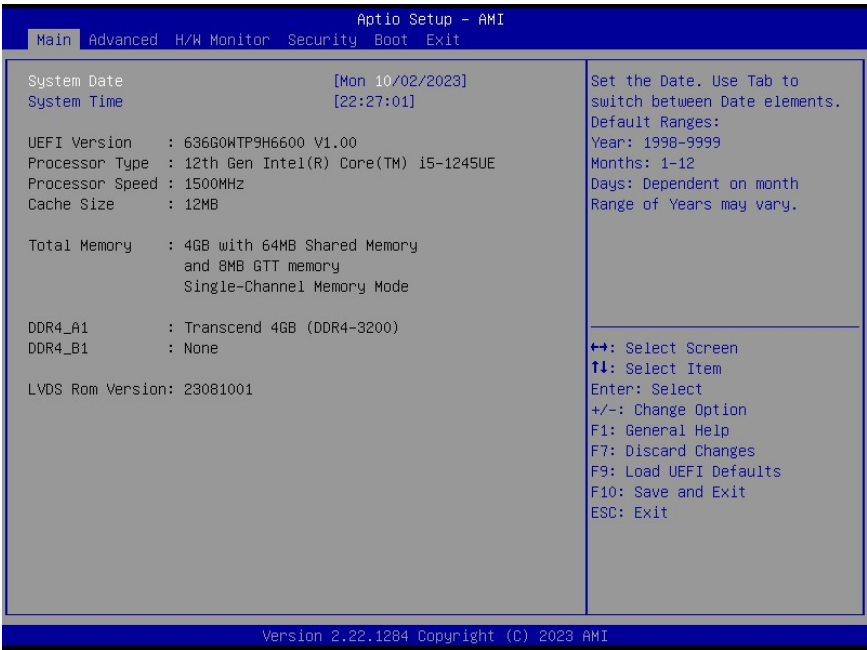 Aptio Setup - AMI
Main Advanced H/W Monitor Security Boot Exit
System Date [Mon 10/02/2023]
System Time [22:27:01]
UEFI Version : 636G0WTP9H6600 V1.00
Processor Type : 12th Gen Intel(R) Core(TM) i5-1245UE
Processor Speed : 1500MHz
Cache Size : 12MB
Total Memory : 4GB with 64MB Shared Memory
and 8MB GTT memory
Single-Channel Memory Mode
DDR4_A1 : Transcend 4GB (DDR4-3200)
DDR4_B1 : None
LVDS Rom Version: 23081001
Set the Date. Use Tab to
switch between Date elements.
Default Ranges:
Year: 1998-9999
Months: 1-12
Days: Dependent on month
Range of Years may vary.
↔: Select Screen
↑↓: Select Item
Enter: Select
+/-: Change Option
F1: General Help
F7: Discard Changes
F9: Load UEFI Defaults
F10: Save and Exit
ESC: Exit
Version 2.22.1284 Copyright (C) 2023 AMI